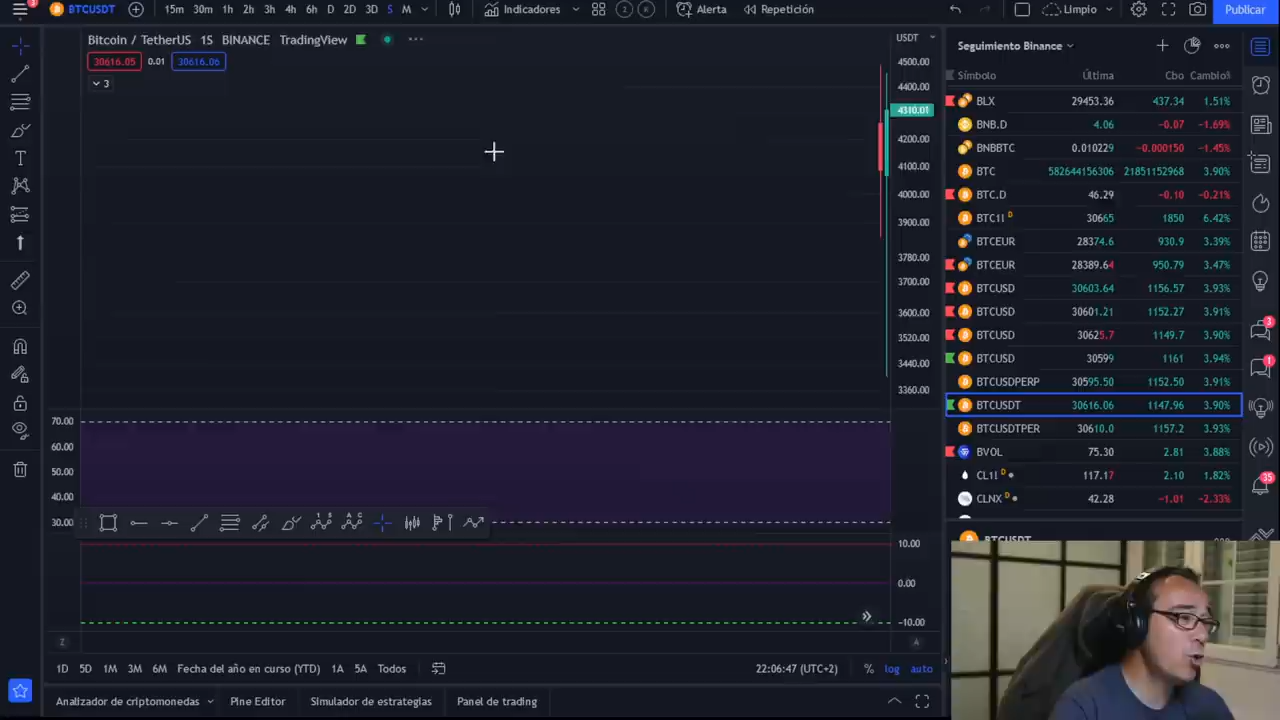 3
BTCUSDT
15m 30m 1h 2h 3h 4h 6h D 2D 3D S M
Indicadores
Alerta
Repetición
Limpio
Publicar
Bitcoin / TetherUS 1S BINANCE TradingView
30616.05 0.01 30616.06
3
USDT
4500.00
4400.00
4310.01
4200.00
4100.00
4000.00
3900.00
3780.00
3700.00
3600.00
3520.00
3440.00
3360.00
70.00
60.00
50.00
40.00
30.00
10.00
0.00
-10.00
Z
A
1D 5D 1M 3M 6M Fecha del año en curso (YTD) 1A 5A Todos
22:06:47 (UTC+2) % log auto
Analizador de criptomonedas Pine Editor Simulador de estrategias Panel de trading
Seguimiento Binance
Símbolo Última Cbo Cambio%
BLX 29453.36 437.34 1.51%
BNB.D 4.06 -0.07 -1.69%
BNBBTC 0.010229 -0.000150 -1.45%
BTC 582644156306 21851152968 3.90%
BTC.D 46.29 -0.10 -0.21%
BTC1! D 30665 1850 6.42%
BTCEUR 28374.6 930.9 3.39%
BTCEUR 28389.64 950.79 3.47%
BTCUSD 30603.64 1156.57 3.93%
BTCUSD 30601.21 1152.27 3.91%
BTCUSD 30625.7 1149.7 3.90%
BTCUSD 30599 1161 3.94%
BTCUSDPERP 30595.50 1152.50 3.91%
BTCUSDT 30616.06 1147.96 3.90%
BTCUSDTPER 30610.0 1157.2 3.93%
BVOL 75.30 2.81 3.88%
CL1! D 117.17 2.10 1.82%
CLNX D 42.28 -1.01 -2.33%
BTCUSDT
3
1
35